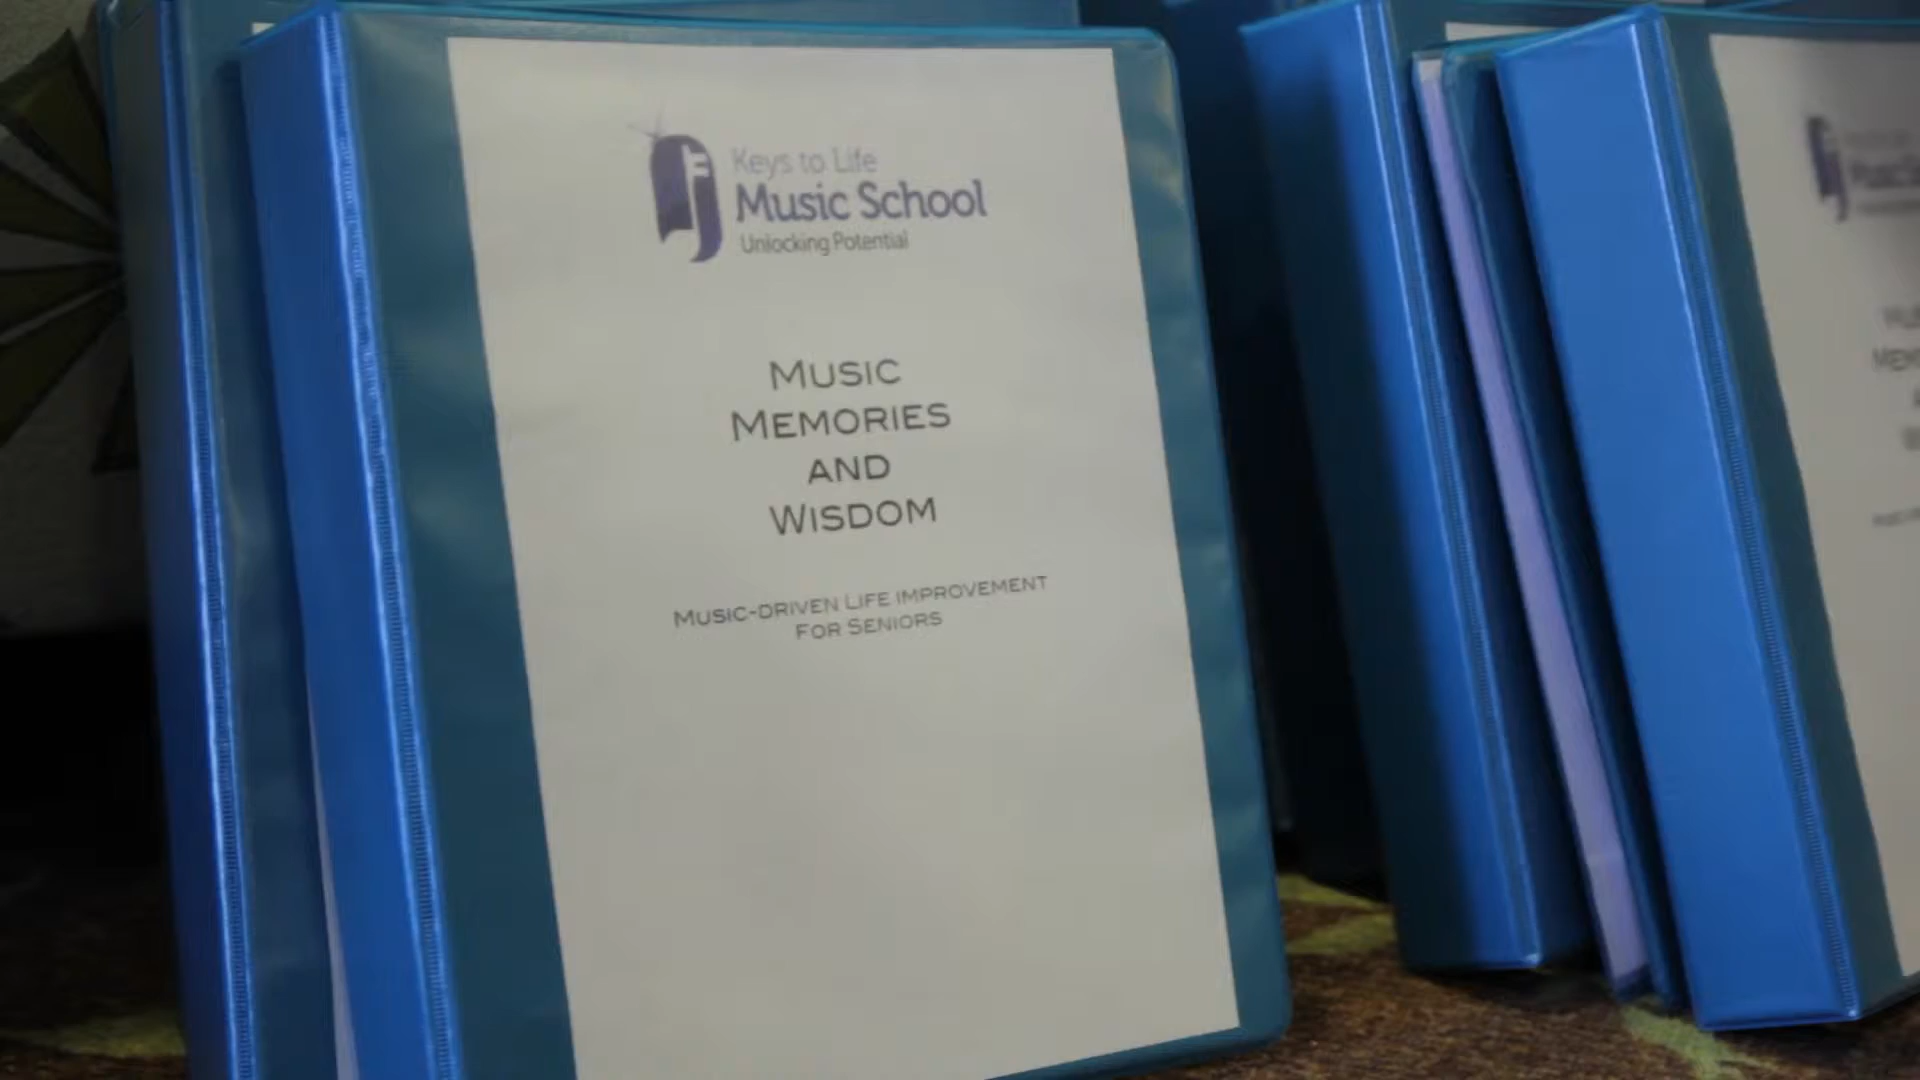 Keys to Life
Music School
Unlocking Potential
MUSIC
MEMORIES
AND
WISDOM
MUSIC-DRIVEN LIFE IMPROVEMENT
FOR SENIORS